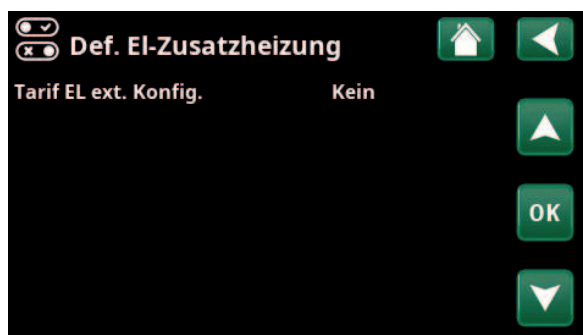 Def. El-Zusatzheizung
Tarif EL ext. Konfig. Kein
OK